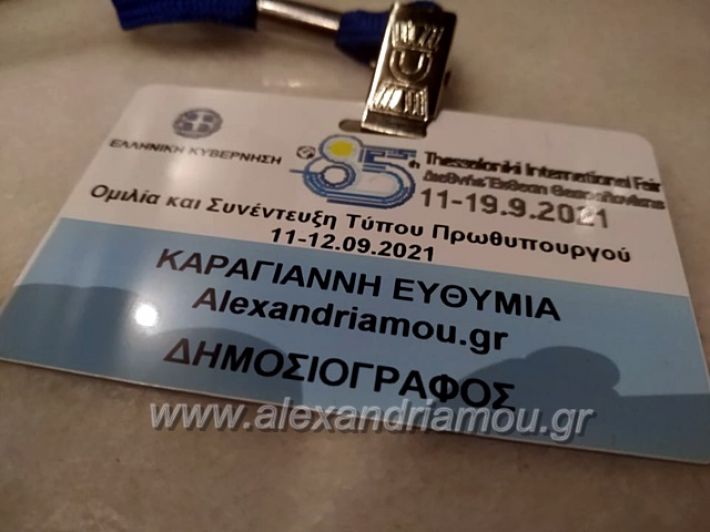 ΕΛΛΗΝΙΚΗ ΚΥΒΕΡΝΗΣΗ
85th Thessaloniki International Fair
Διεθνής Έκθεση Θεσσαλονίκης
11-19.9.2021
Ομιλία και Συνέντευξη Τύπου Πρωθυπουργού
11-12.09.2021
ΚΑΡΑΓΙΑΝΝΗ ΕΥΘΥΜΙΑ
Alexandriamou.gr
ΔΗΜΟΣΙΟΓΡΑΦΟΣ
www.alexandriamou.gr